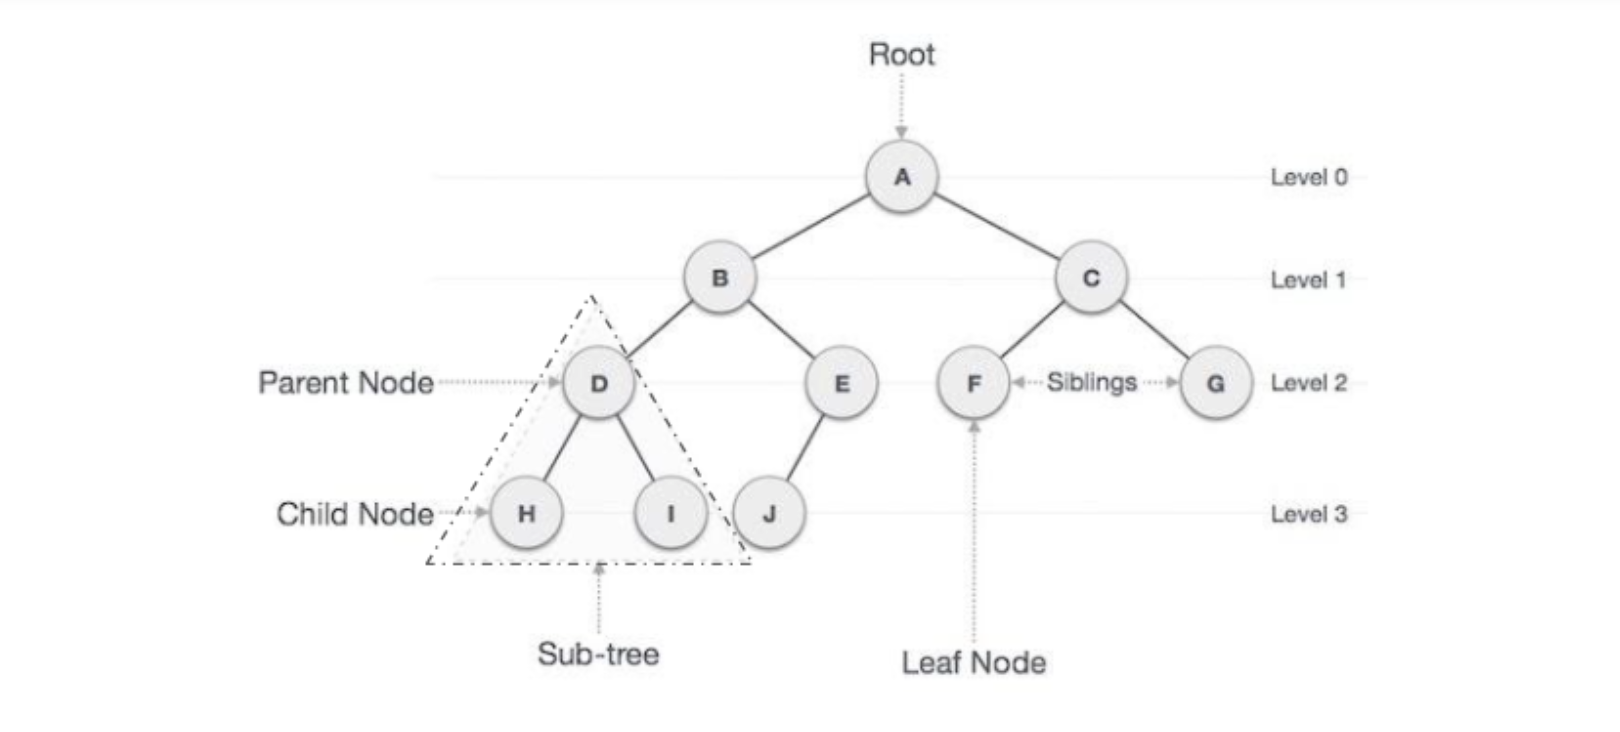 Root
A
Level 0
B
C
Level 1
Parent Node
D
E
F
Siblings
G
Level 2
Child Node
H
I
J
Level 3
Sub-tree
Leaf Node